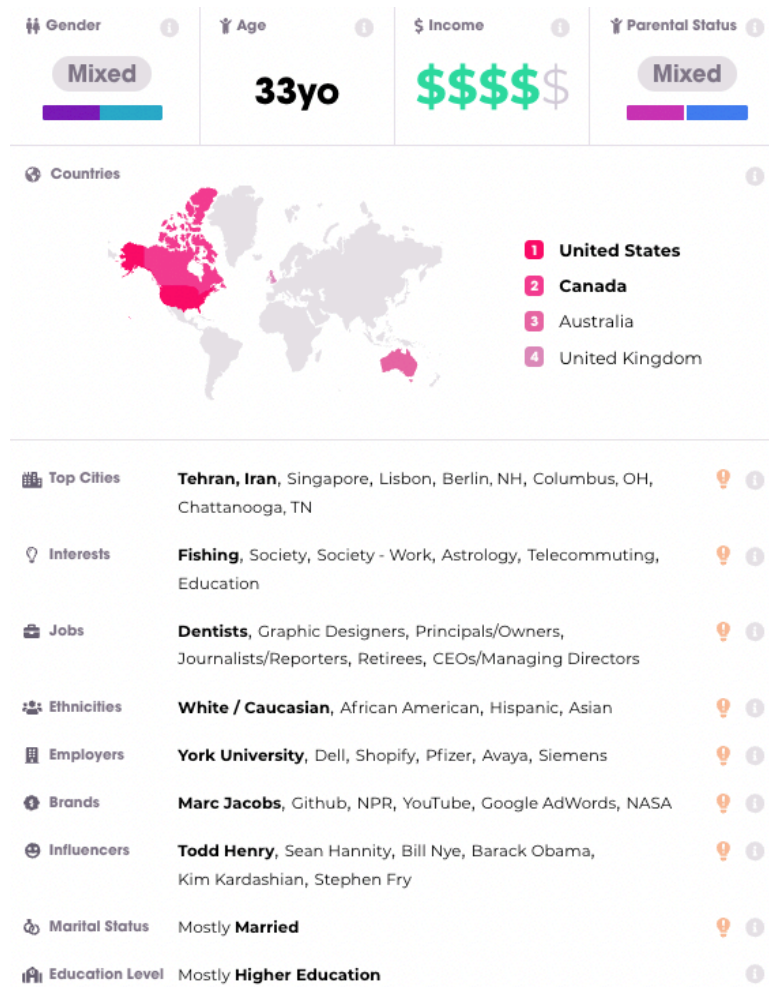 Gender
Age
$ Income
Parental Status
Mixed
33yo
$$$$$
Mixed
Countries
1 United States
2 Canada
3 Australia
4 United Kingdom
Top Cities
Tehran, Iran, Singapore, Lisbon, Berlin, NH, Columbus, OH,
Chattanooga, TN
Interests
Fishing, Society, Society - Work, Astrology, Telecommuting,
Education
Jobs
Dentists, Graphic Designers, Principals/Owners,
Journalists/Reporters, Retirees, CEOs/Managing Directors
Ethnicities
White / Caucasian, African American, Hispanic, Asian
Employers
York University, Dell, Shopify, Pfizer, Avaya, Siemens
Brands
Marc Jacobs, Github, NPR, YouTube, Google AdWords, NASA
Influencers
Todd Henry, Sean Hannity, Bill Nye, Barack Obama,
Kim Kardashian, Stephen Fry
Marital Status
Mostly Married
Education Level
Mostly Higher Education